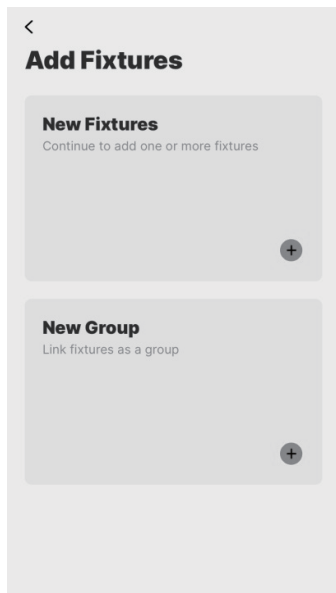 Add Fixtures
New Fixtures
Continue to add one or more fixtures
New Group
Link fixtures as a group